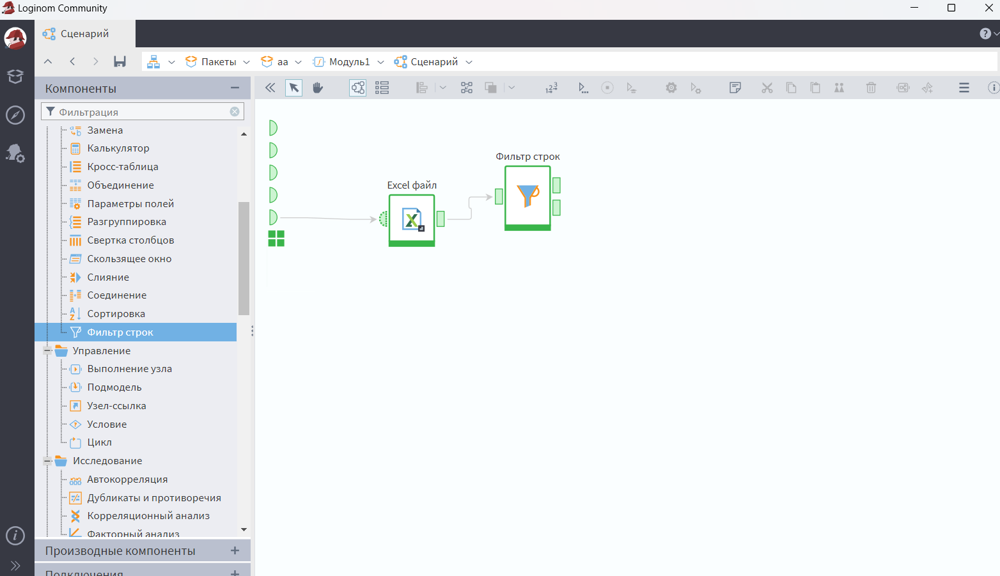 Loginom Community
Сценарий
Пакеты
aa
Модуль1
Сценарий
Компоненты
Фильтрация
Замена
Калькулятор
Кросс-таблица
Объединение
Параметры полей
Разгруппировка
Свертка столбцов
Скользящее окно
Слияние
Соединение
Сортировка
Фильтр строк
Управление
Выполнение узла
Подмодель
Узел-ссылка
Условие
Цикл
Исследование
Автокорреляция
Дубликаты и противоречия
Корреляционный анализ
Факторный анализ
Производные компоненты
Подключения
Excel файл
Фильтр строк